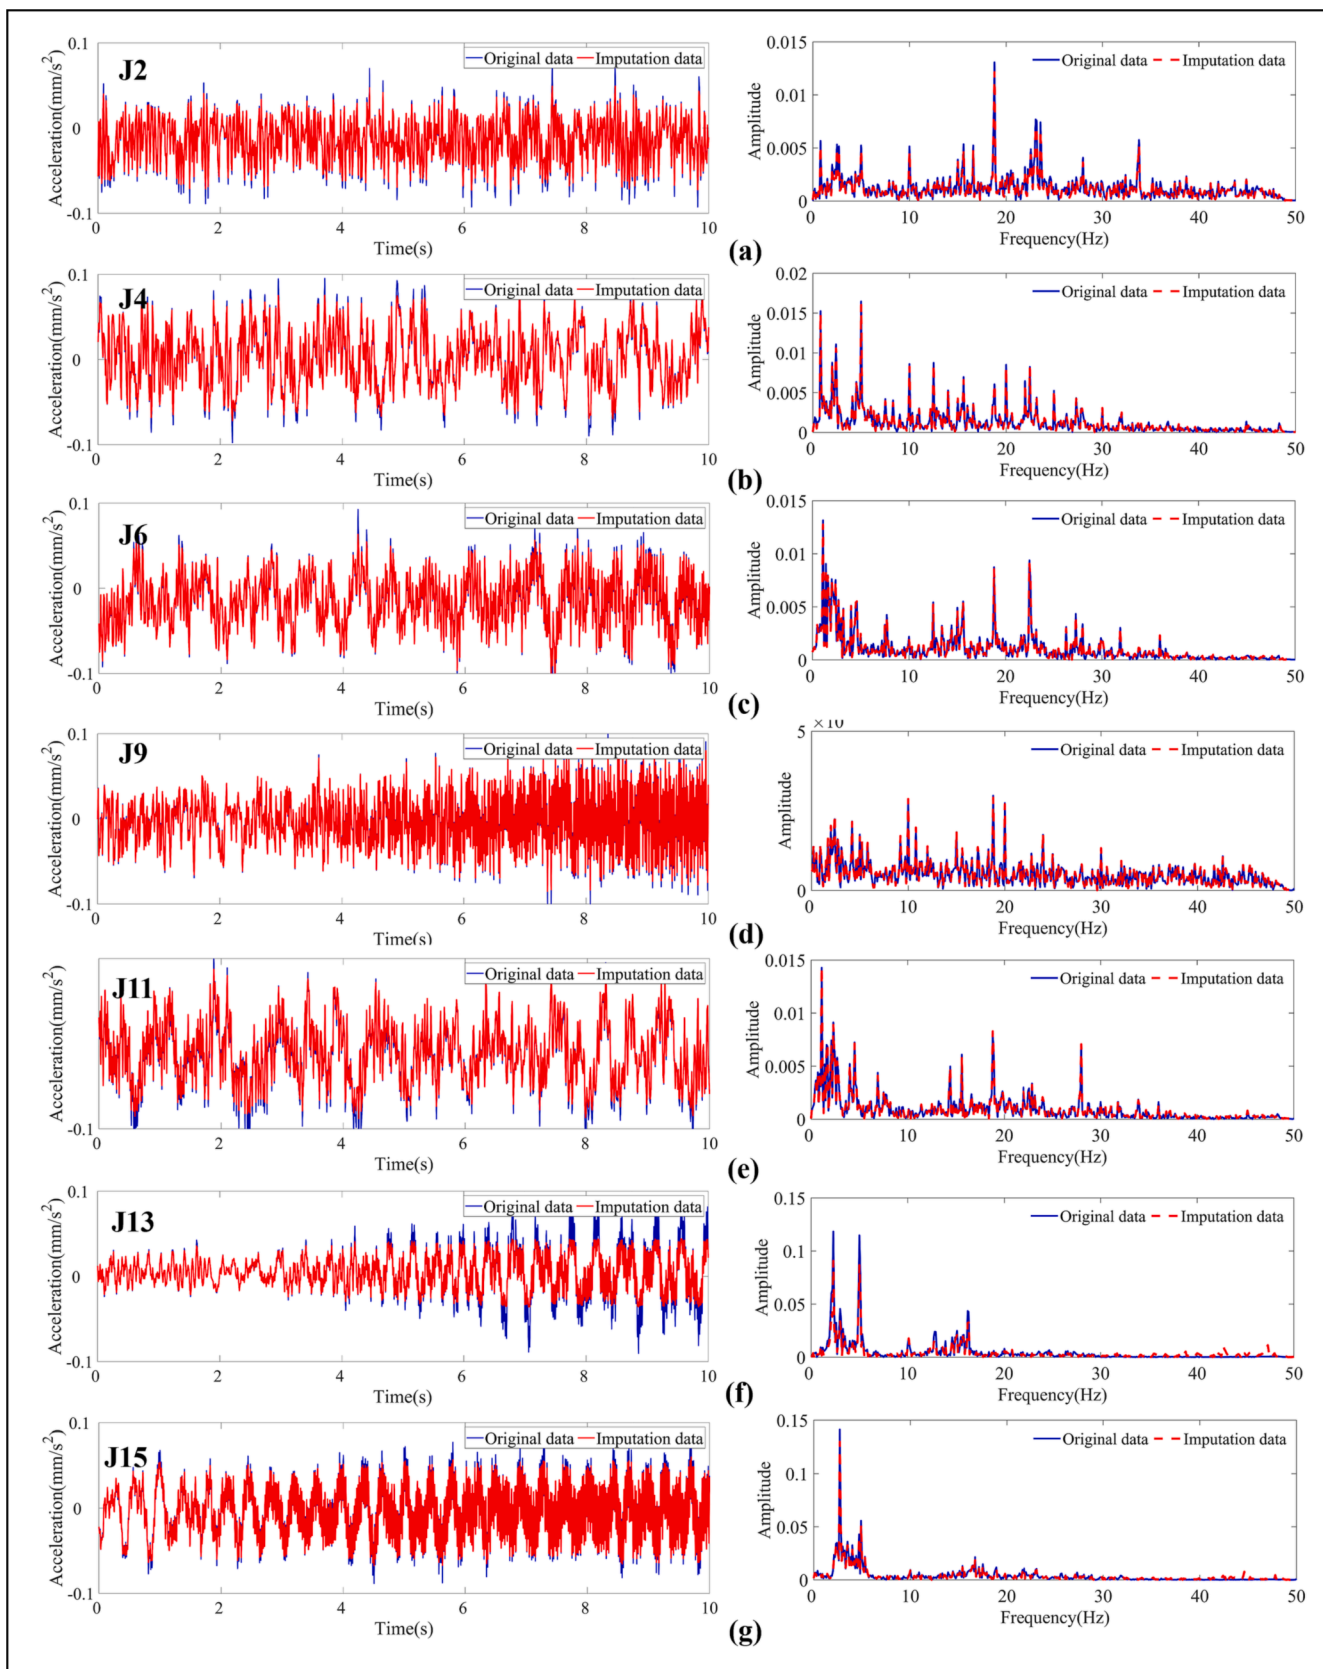 J2
Original data
Imputation data
Acceleration(mm/s²)
0.1
0
-0.1
0
2
4
6
8
10
Time(s)
Original data
Imputation data
Amplitude
0.015
0.01
0.005
0
0
10
20
30
40
50
Frequency(Hz)
(a)
J4
Original data
Imputation data
Acceleration(mm/s²)
0.1
0
-0.1
0
2
4
6
8
10
Time(s)
Original data
Imputation data
Amplitude
0.02
0.015
0.01
0.005
0
0
10
20
30
40
50
Frequency(Hz)
(b)
J6
Original data
Imputation data
Acceleration(mm/s²)
0.1
0
-0.1
0
2
4
6
8
10
Time(s)
Original data
Imputation data
Amplitude
0.015
0.01
0.005
0
0
10
20
30
40
50
Frequency(Hz)
(c)
J9
Original data
Imputation data
Acceleration(mm/s²)
0.1
0
-0.1
0
2
4
6
8
10
Time(s)
Original data
Imputation data
Amplitude
×10
5
0
0
10
20
30
40
50
Frequency(Hz)
(d)
J11
Original data
Imputation data
Acceleration(mm/s²)
-0.1
0
2
4
6
8
10
Time(s)
Original data
Imputation data
Amplitude
0.015
0.01
0.005
0
0
10
20
30
40
50
Frequency(Hz)
(e)
J13
Original data
Imputation data
Acceleration(mm/s²)
0.1
0
-0.1
0
2
4
6
8
10
Time(s)
Original data
Imputation data
Amplitude
0.15
0.1
0.05
0
0
10
20
30
40
50
Frequency(Hz)
(f)
J15
Original data
Imputation data
Acceleration(mm/s²)
0.1
0
-0.1
0
2
4
6
8
10
Time(s)
Original data
Imputation data
Amplitude
0.15
0.1
0.05
0
0
10
20
30
40
50
Frequency(Hz)
(g)